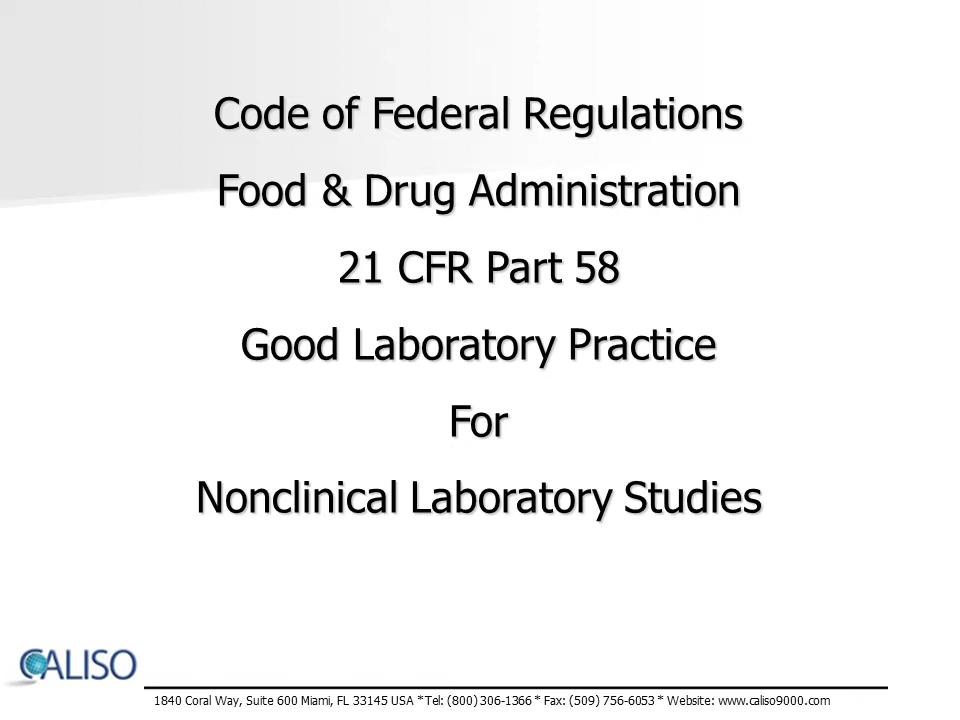 Code of Federal Regulations
Food & Drug Administration
21 CFR Part 58
Good Laboratory Practice
For
Nonclinical Laboratory Studies
CALISO
1840 Coral Way, Suite 600 Miami, FL 33145 USA *Tel: (800) 306-1366 * Fax: (509) 756-6053 * Website: www.caliso9000.com